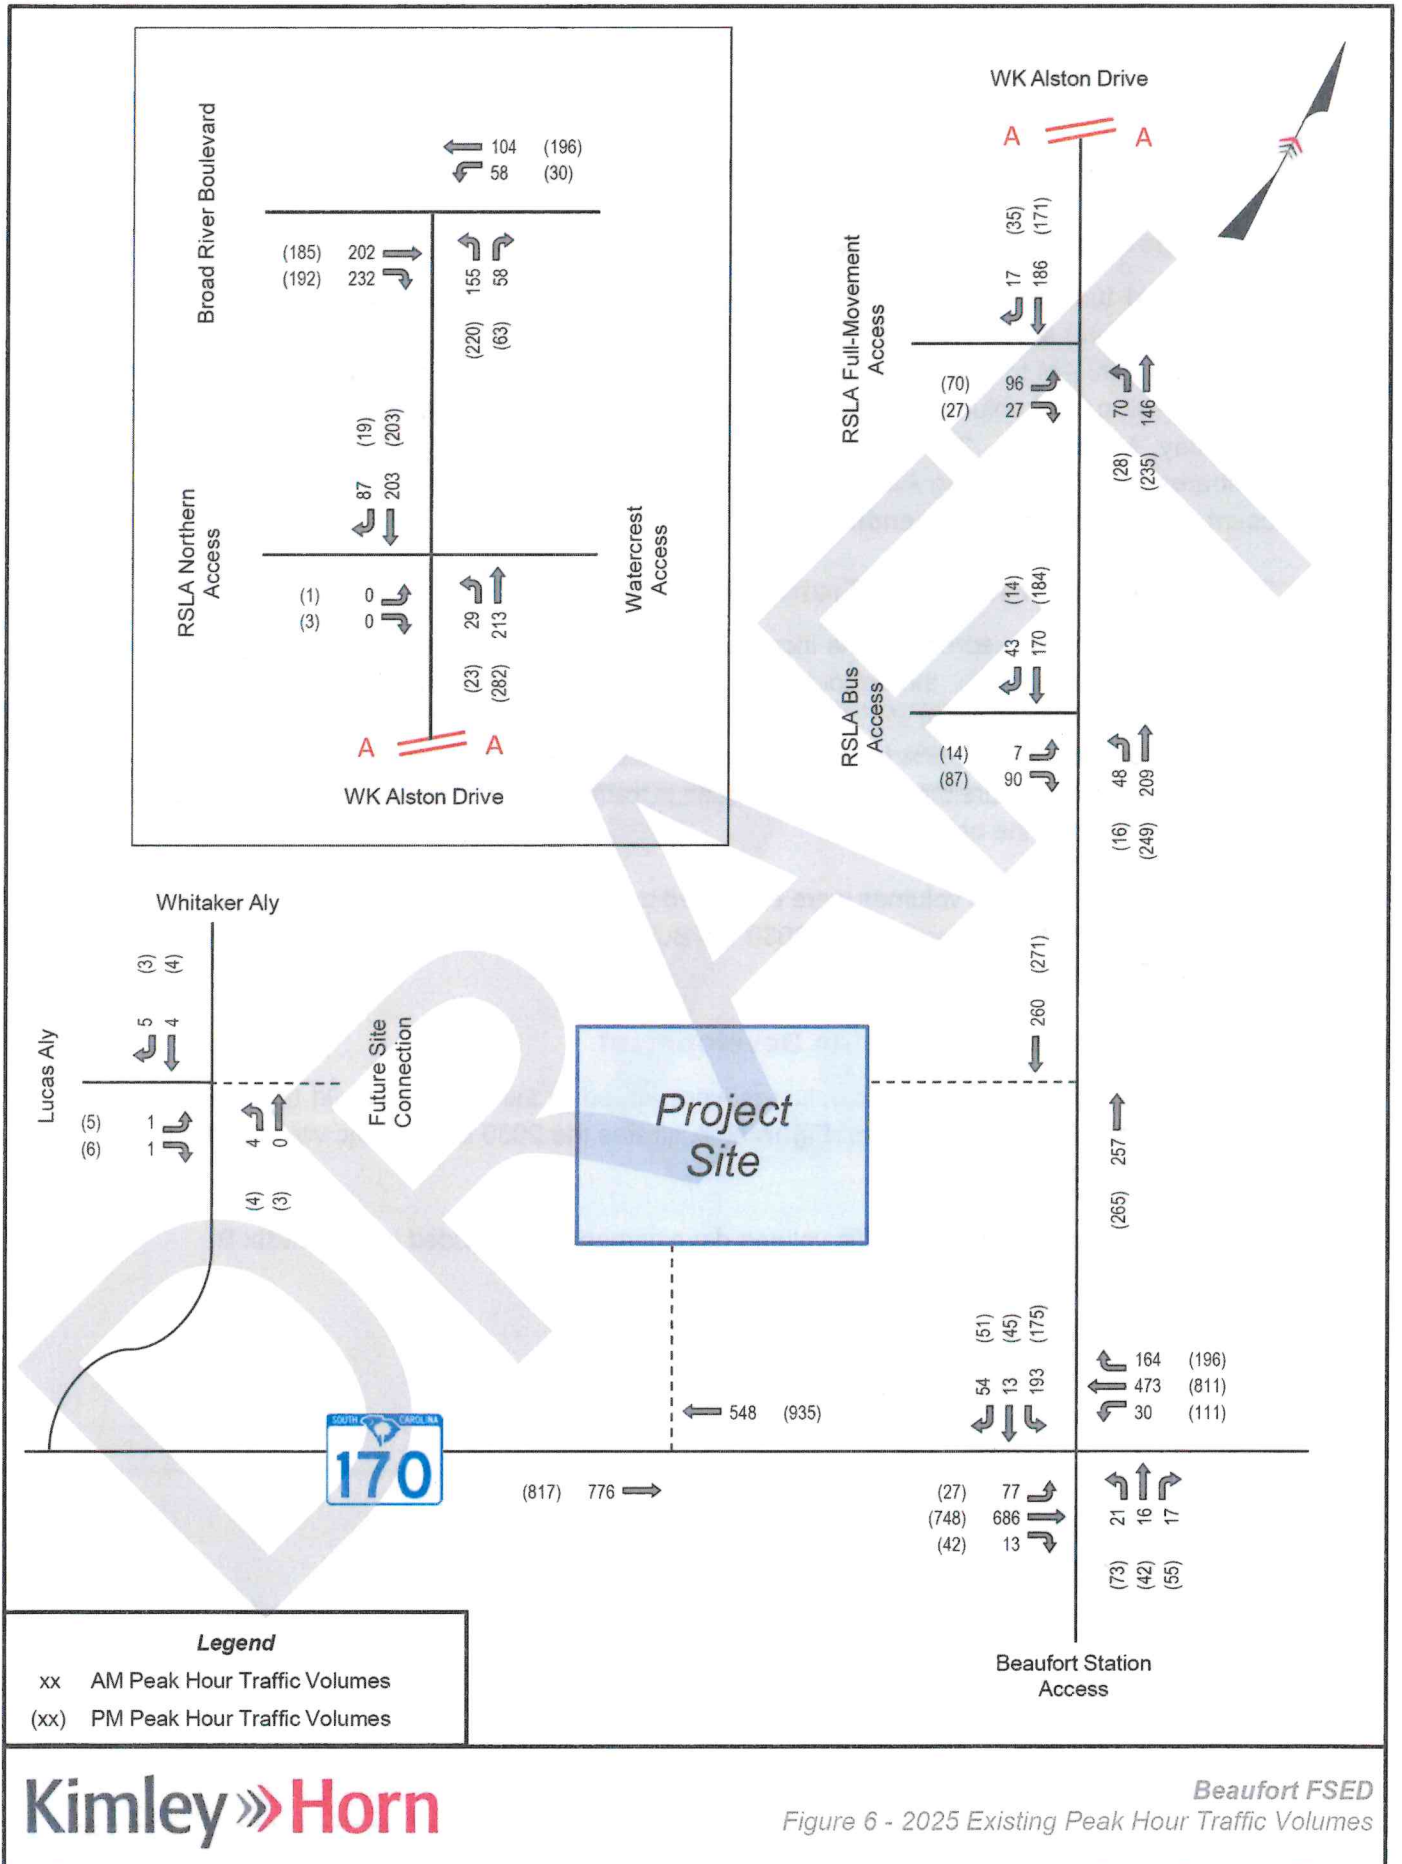 WK Alston Drive
A A
Broad River Boulevard
104 (196)
58 (30)
(185) 202
(192) 232
155 58
(220) (63)
(19) (203)
87 203
RSLA Northern
Access
Watercrest
Access
(1) 0
(3) 0
29 213
(23) (282)
A A
WK Alston Drive
(35) (171)
17 186
RSLA Full-Movement
Access
(70) 96
(27) 27
70 146
(28) (235)
(14) (184)
43 170
RSLA Bus
Access
(14) 7
(87) 90
48 209
(16) (249)
Whitaker Aly
(3) (4)
5 4
Lucas Aly
Future Site
Connection
(5) 1
(6) 1
4 0
(4) (3)
Project
Site
(271)
260
257
(265)
(51) (45) (175)
54 13 193
164 (196)
473 (811)
30 (111)
548 (935)
SOUTH CAROLINA
170
(817) 776
(27) 77
(748) 686
(42) 13
21 16 17
(73) (42) (55)
Beaufort Station
Access
DRAFT
Legend
xx AM Peak Hour Traffic Volumes
(xx) PM Peak Hour Traffic Volumes
Kimley»Horn
Beaufort FSED
Figure 6 - 2025 Existing Peak Hour Traffic Volumes